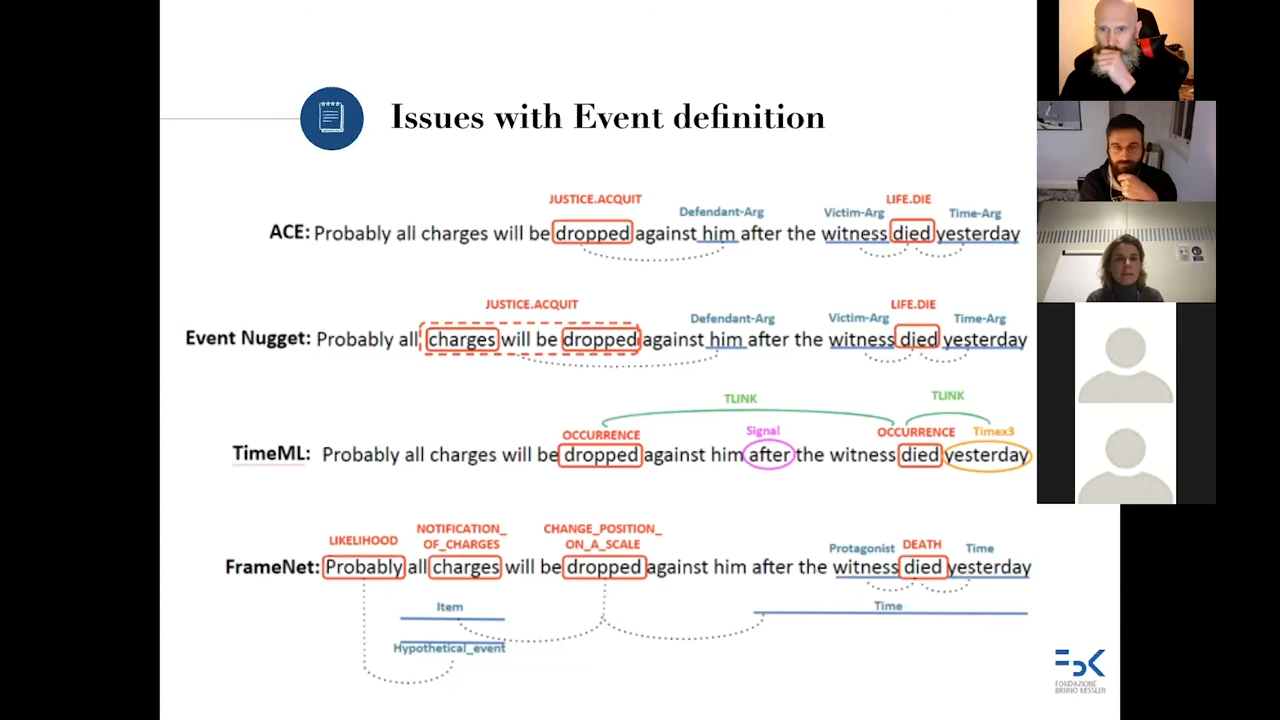 Issues with Event definition
JUSTICE.ACQUIT LIFE.DIE
Defendant-Arg Victim-Arg Time-Arg
ACE: Probably all charges will be dropped against him after the witness died yesterday
JUSTICE.ACQUIT LIFE.DIE
Defendant-Arg Victim-Arg Time-Arg
Event Nugget: Probably all charges will be dropped against him after the witness died yesterday
TLINK TLINK
OCCURRENCE Signal OCCURRENCE Timex3
TimeML: Probably all charges will be dropped against him after the witness died yesterday
LIKELIHOOD NOTIFICATION_ CHANGE_POSITION_
OF_CHARGES ON_A_SCALE Protagonist DEATH Time
FrameNet: Probably all charges will be dropped against him after the witness died yesterday
Item Time
Hypothetical_event
FBK
FONDAZIONE
BRUNO KESSLER